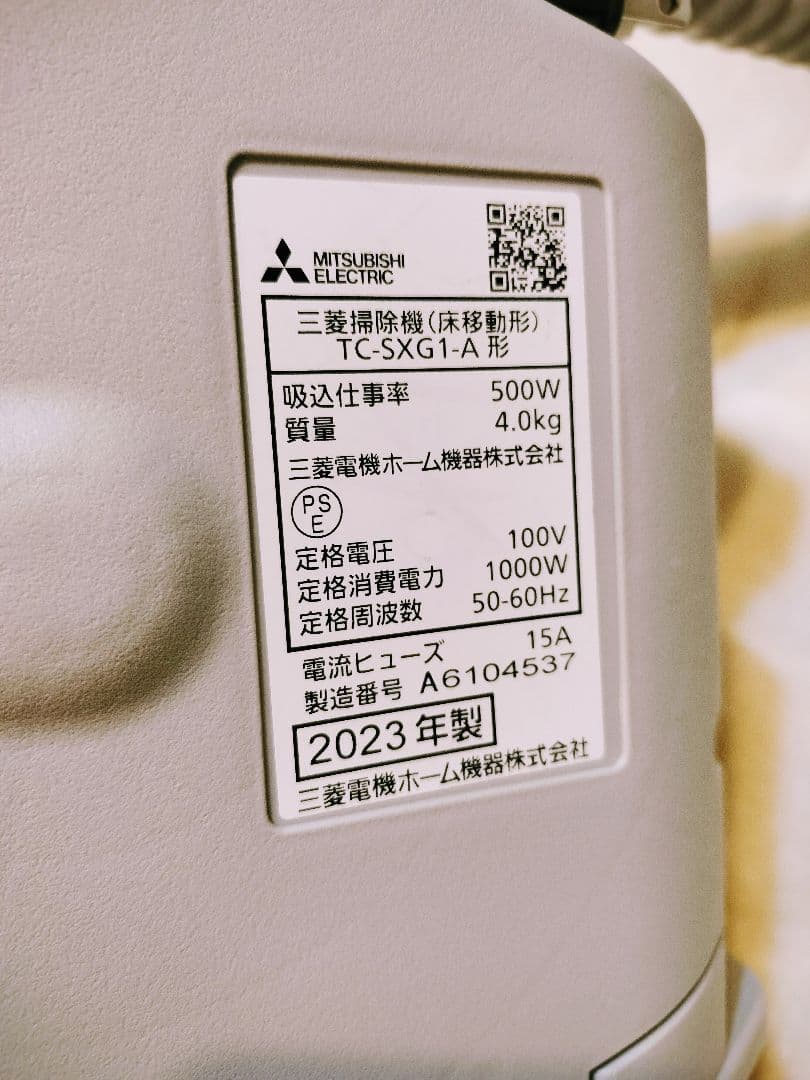 MITSUBISHI
ELECTRIC
三菱掃除機(床移動形)
TC-SXG1-A 形
吸込仕事率 500W
質量 4.0kg
三菱電機ホーム機器株式会社
PS
E
定格電圧 100V
定格消費電力 1000W
定格周波数 50-60Hz
電流ヒューズ 15A
製造番号 A6104537
2023年製
三菱電機ホーム機器株式会社